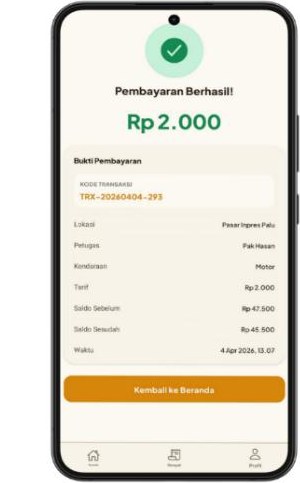 Pembayaran Berhasil!
Rp 2.000
Bukti Pembayaran
KODE TRANSAKSI
TRX-20260404-293
Lokasi Pasar Inpres Palu
Petugas Pak Hasan
Kendaraan Motor
Tarif Rp 2.000
Saldo Sebelum Rp 47.500
Saldo Sesudah Rp 45.500
Waktu 4 Apr 2026, 13.07
Kembali ke Beranda
Profil